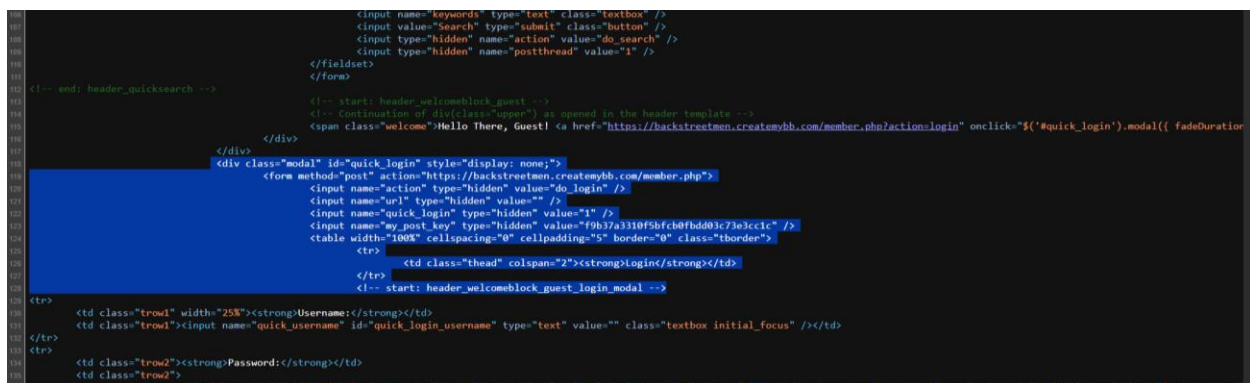 106 <input name="keywords" type="text" class="textbox" />
107 <input value="Search" type="submit" class="button" />
108 <input type="hidden" name="action" value="do_search" />
109 <input type="hidden" name="postthread" value="1" />
110 </fieldset>
111 </form>
112 <!-- end: header_quicksearch -->
113 <!-- start: header_welcomeblock_guest -->
114 <!-- Continuation of div(class="upper") as opened in the header template -->
115 <span class="welcome">Hello There, Guest! <a href="https://backstreetmen.createmybb.com/member.php?action=login" onclick="$('#quick_login').modal({ fadeDuration
116 </div>
117 </div>
118 <div class="modal" id="quick_login" style="display: none;">
119 <form method="post" action="https://backstreetmen.createmybb.com/member.php">
120 <input name="action" type="hidden" value="do_login" />
121 <input name="url" type="hidden" value="" />
122 <input name="quick_login" type="hidden" value="1" />
123 <input name="my_post_key" type="hidden" value="f9b37a3310f5bfcb0fbdd03c73e3cc1c" />
124 <table width="100%" cellspacing="0" cellpadding="5" border="0" class="tborder">
125 <tr>
126 <td class="thead" colspan="2"><strong>Login</strong></td>
127 </tr>
128 <!-- start: header_welcomeblock_guest_login_modal -->
129 <tr>
130 <td class="trow1" width="25%"><strong>Username:</strong></td>
131 <td class="trow1"><input name="quick_username" id="quick_login_username" type="text" value="" class="textbox initial_focus" /></td>
132 </tr>
133 <tr>
134 <td class="trow2"><strong>Password:</strong></td>
135 <td class="trow2">